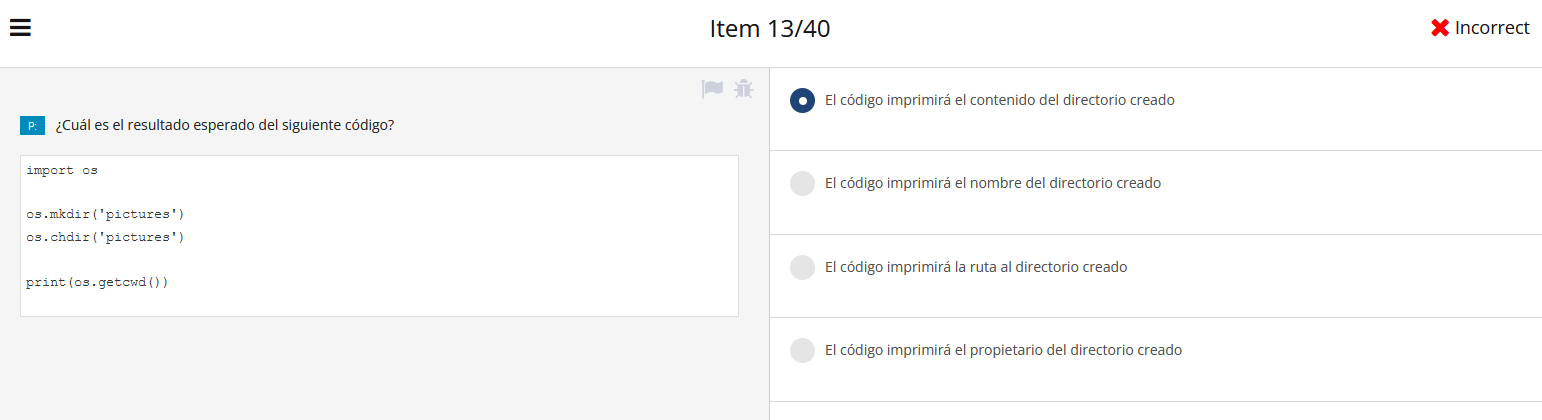 Item 13/40
Incorrect
P:
¿Cuál es el resultado esperado del siguiente código?
import os
os.mkdir('pictures')
os.chdir('pictures')
print(os.getcwd())
El código imprimirá el contenido del directorio creado
El código imprimirá el nombre del directorio creado
El código imprimirá la ruta al directorio creado
El código imprimirá el propietario del directorio creado